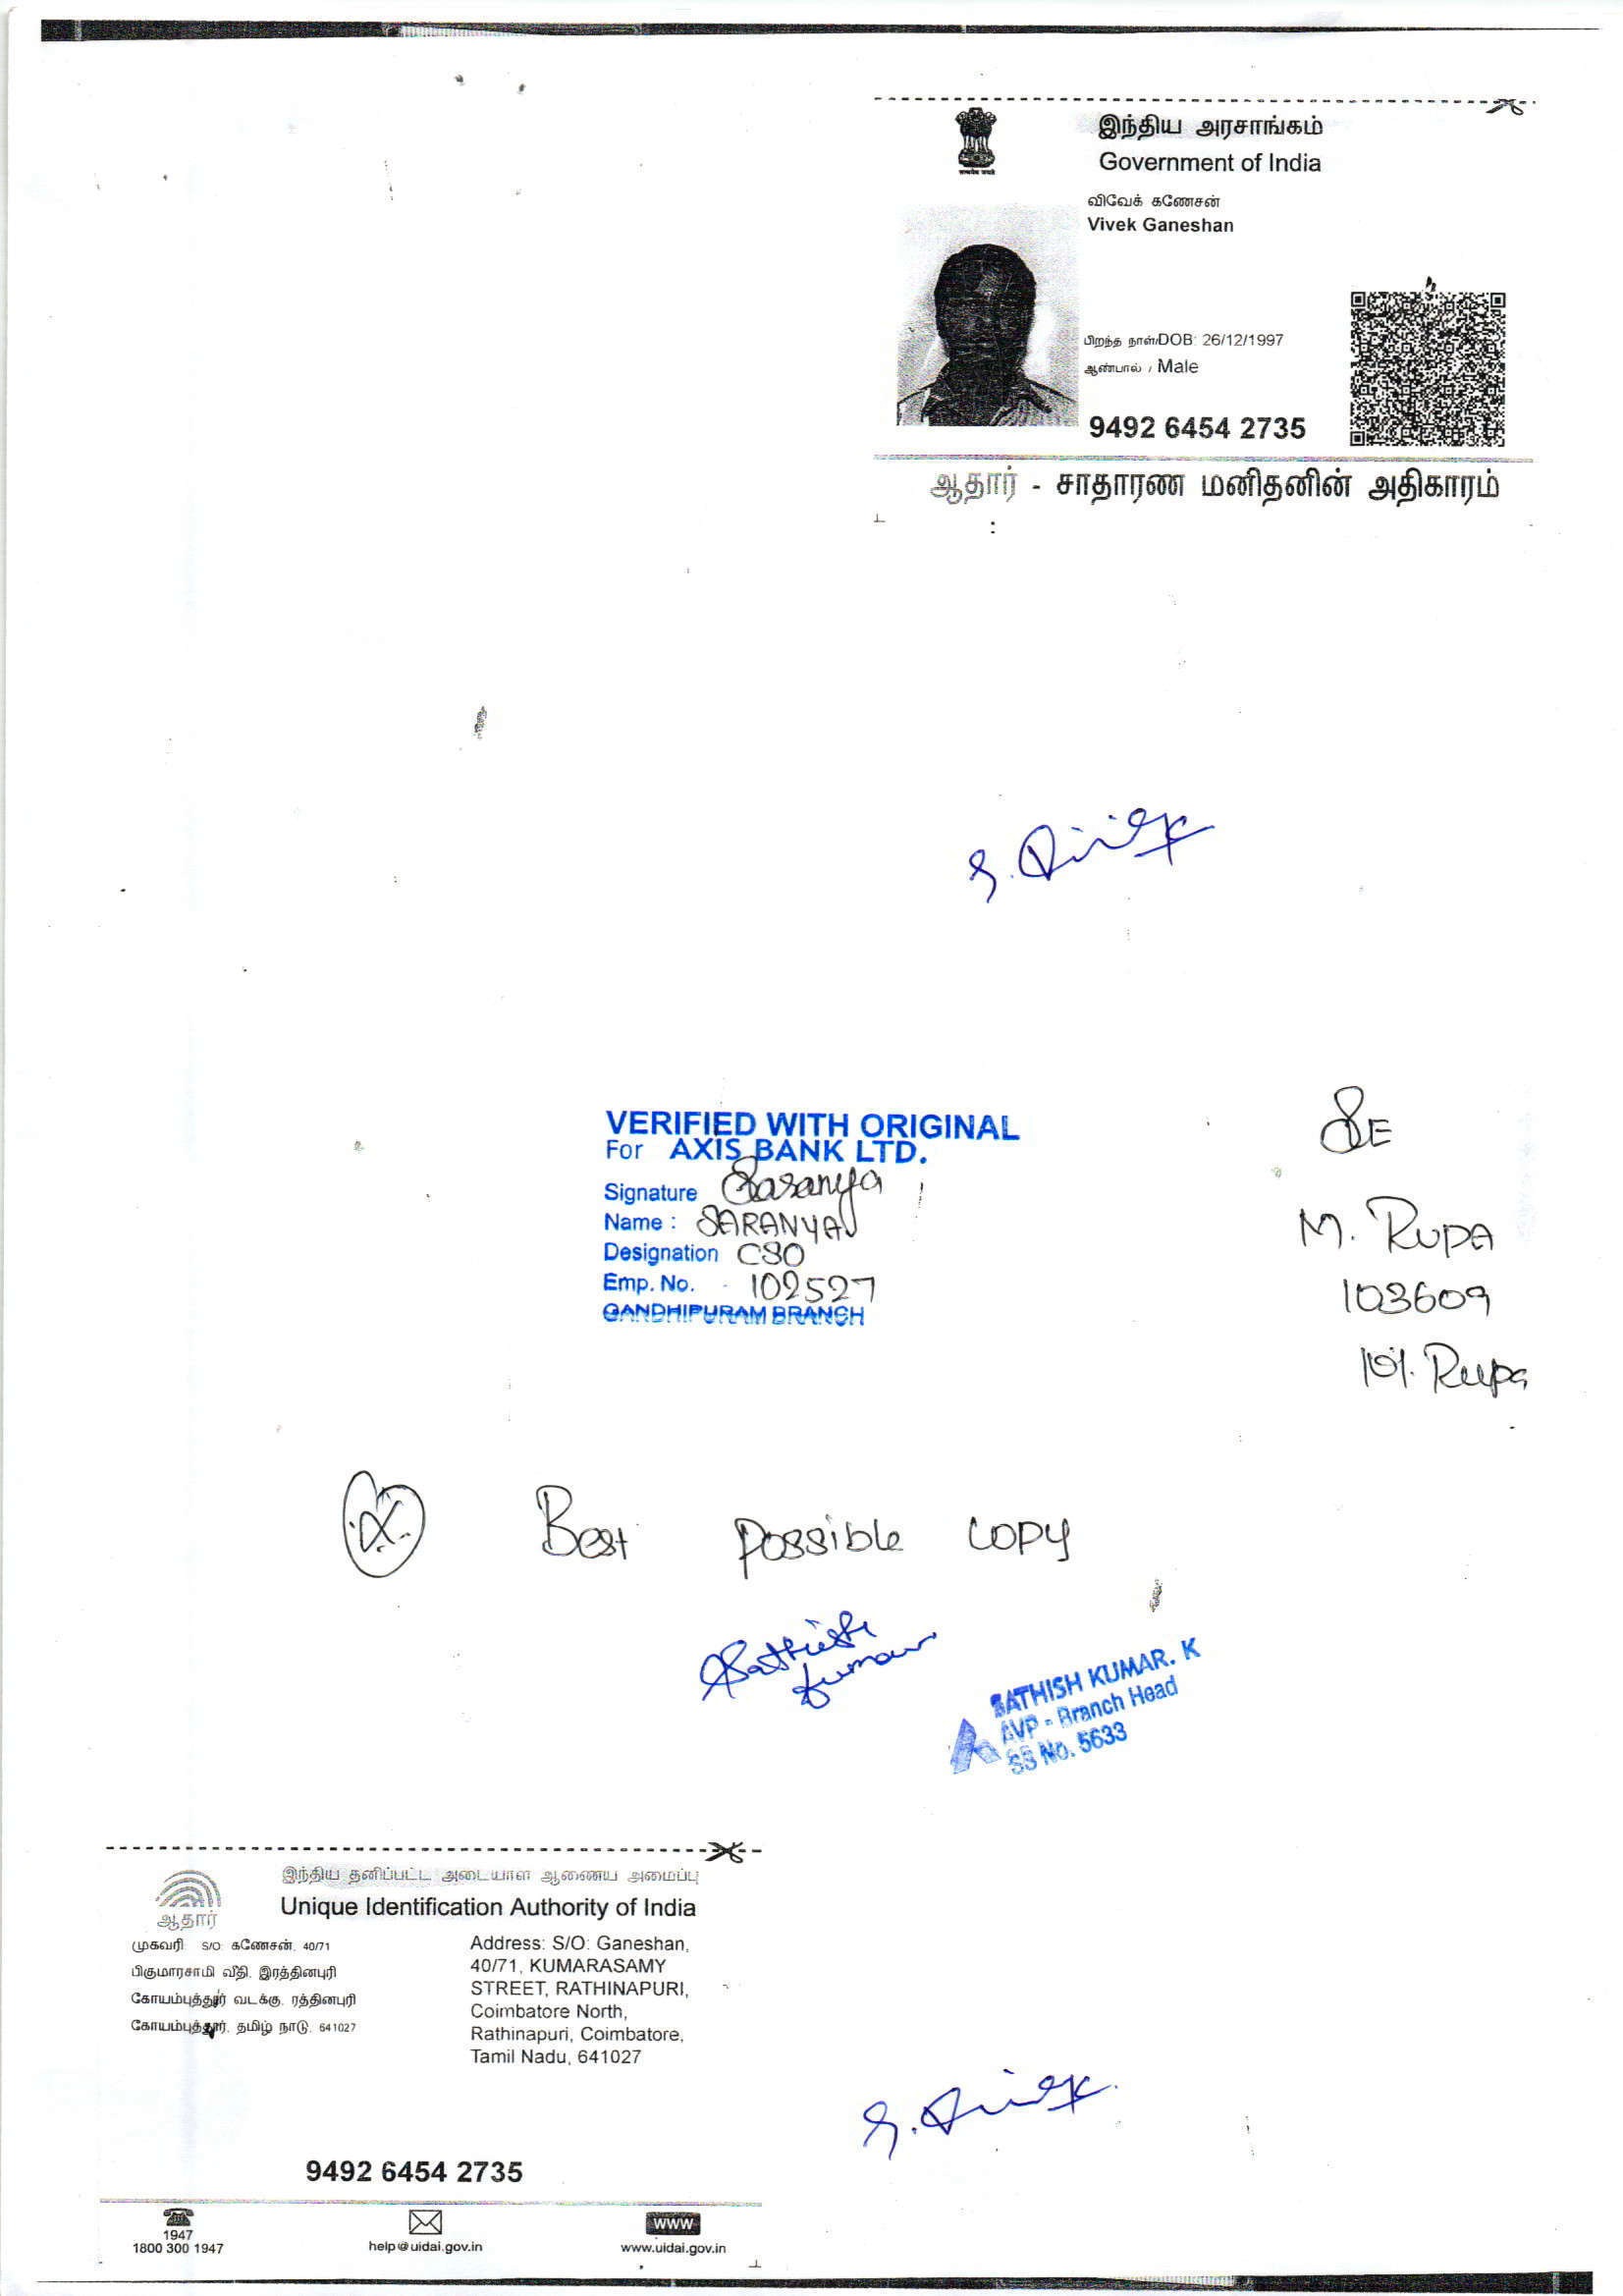 இந்திய அரசாங்கம்
Government of India
விவேக் கணேசன்
Vivek Ganeshan
பிறந்த நாள்/DOB: 26/12/1997
ஆண்பால் / Male
9492 6454 2735
ஆதார் - சாதாரண மனிதனின் அதிகாரம்
VERIFIED WITH ORIGINAL
For AXIS BANK LTD.
Signature Saranya
Name : SARANYA
Designation CSO
Emp. No. - 102527
GANDHIPURAM BRANCH
SE
M. RUPA
103609
Rupa
Best Possible copy
Sathish
Kumar
SATHISH KUMAR. K
AVP - Branch Head
SS No. 5633
இந்திய தனிப்பட்ட அடையாள ஆணைய அமைப்பு
Unique Identification Authority of India
ஆதார்
முகவரி: S/O: கணேசன், 40/71
பிகுமாரசாமி வீதி, இரத்தினபுரி
கோயம்புத்தூர் வடக்கு, ரத்தினபுரி
கோயம்புத்தூர், தமிழ் நாடு, 641027
Address: S/O: Ganeshan,
40/71, KUMARASAMY
STREET, RATHINAPURI,
Coimbatore North,
Rathinapuri, Coimbatore,
Tamil Nadu, 641027
9492 6454 2735
1947
1800 300 1947
help@uidai.gov.in
WWW
www.uidai.gov.in